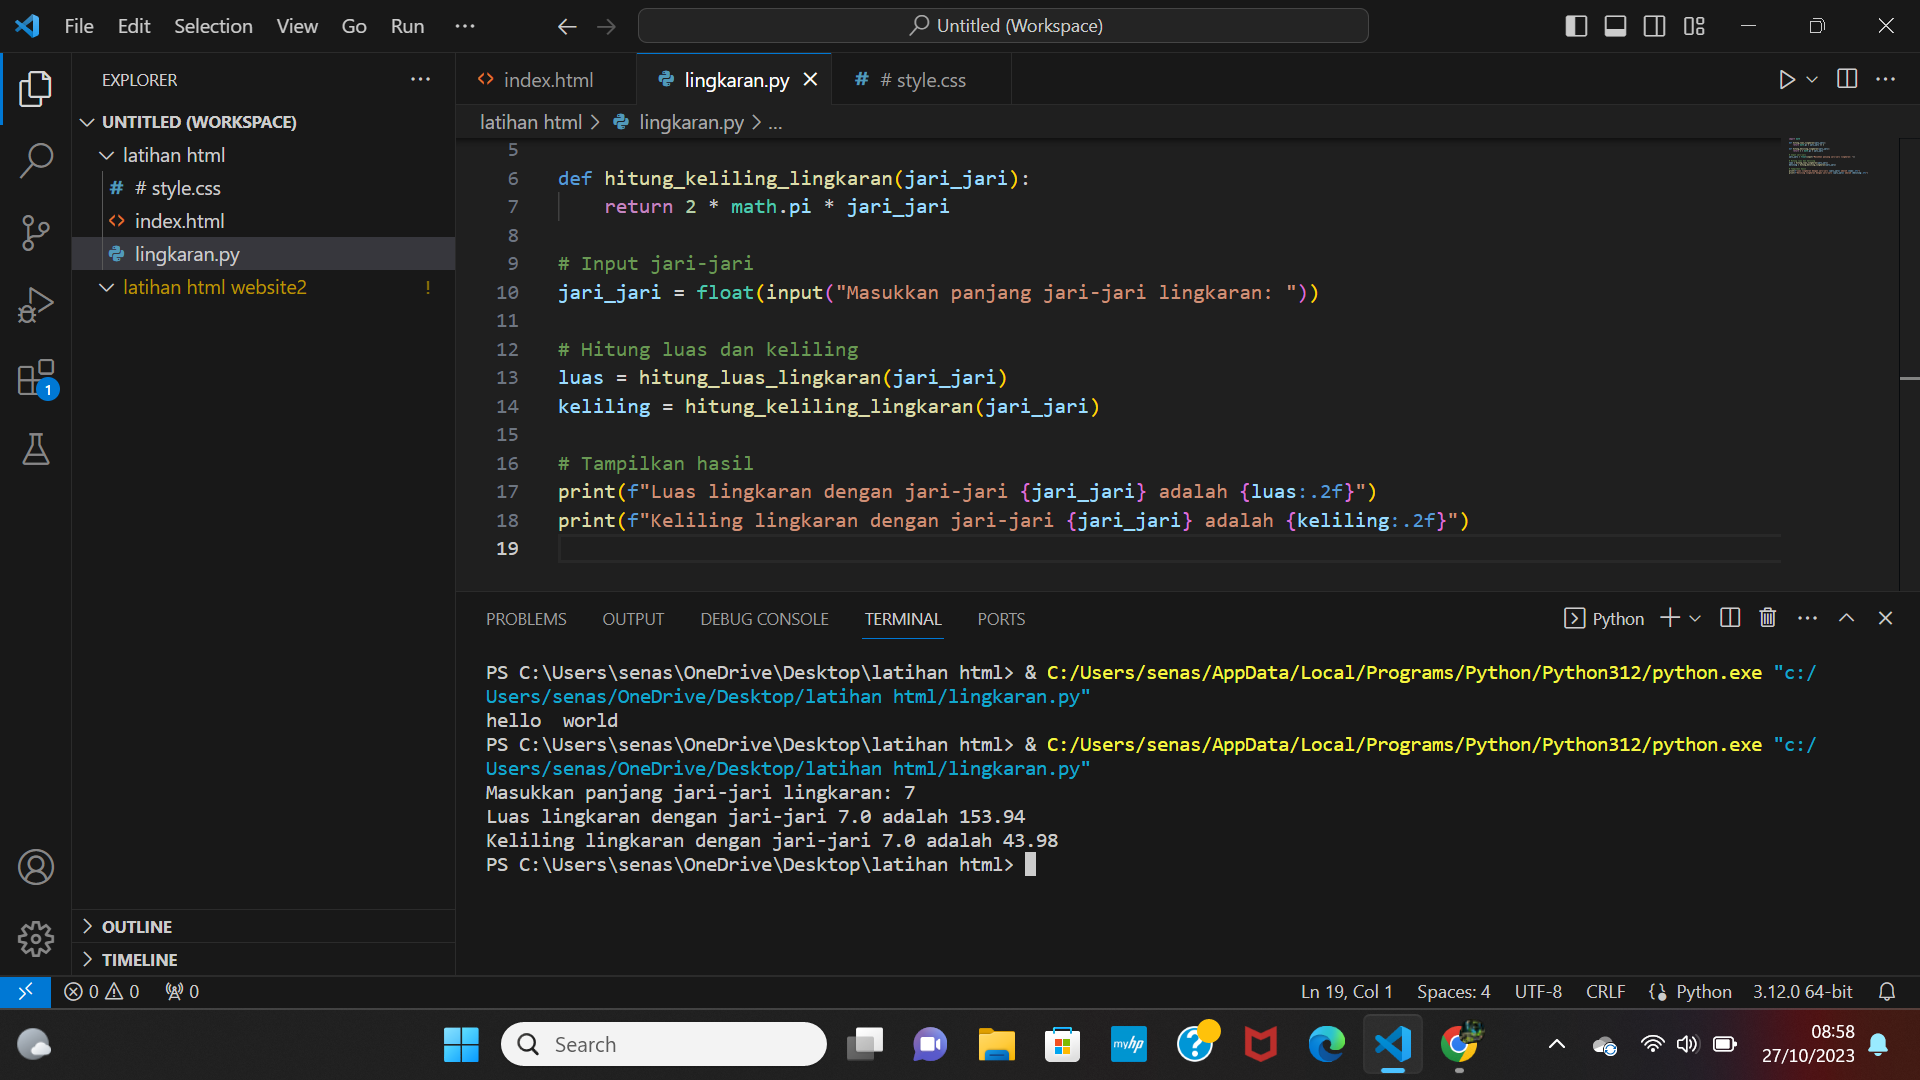 File Edit Selection View Go Run ···
Untitled (Workspace)
EXPLORER
UNTITLED (WORKSPACE)
latihan html
# # style.css
<> index.html
lingkaran.py
latihan html website2 !
1
OUTLINE
TIMELINE
<> index.html
lingkaran.py
# # style.css
latihan html > lingkaran.py > ...
5
6 def hitung_keliling_lingkaran(jari_jari):
7 return 2 * math.pi * jari_jari
8
9 # Input jari-jari
10 jari_jari = float(input("Masukkan panjang jari-jari lingkaran: "))
11
12 # Hitung luas dan keliling
13 luas = hitung_luas_lingkaran(jari_jari)
14 keliling = hitung_keliling_lingkaran(jari_jari)
15
16 # Tampilkan hasil
17 print(f"Luas lingkaran dengan jari-jari {jari_jari} adalah {luas:.2f}")
18 print(f"Keliling lingkaran dengan jari-jari {jari_jari} adalah {keliling:.2f}")
19
PROBLEMS OUTPUT DEBUG CONSOLE TERMINAL PORTS
Python
PS C:\Users\senas\OneDrive\Desktop\latihan html> & C:/Users/senas/AppData/Local/Programs/Python/Python312/python.exe "c:/
Users/senas/OneDrive/Desktop/latihan html/lingkaran.py"
hello  world
PS C:\Users\senas\OneDrive\Desktop\latihan html> & C:/Users/senas/AppData/Local/Programs/Python/Python312/python.exe "c:/
Users/senas/OneDrive/Desktop/latihan html/lingkaran.py"
Masukkan panjang jari-jari lingkaran: 7
Luas lingkaran dengan jari-jari 7.0 adalah 153.94
Keliling lingkaran dengan jari-jari 7.0 adalah 43.98
PS C:\Users\senas\OneDrive\Desktop\latihan html>
0 0 0
Ln 19, Col 1 Spaces: 4 UTF-8 CRLF Python 3.12.0 64-bit
Search
myhp
08:58
27/10/2023